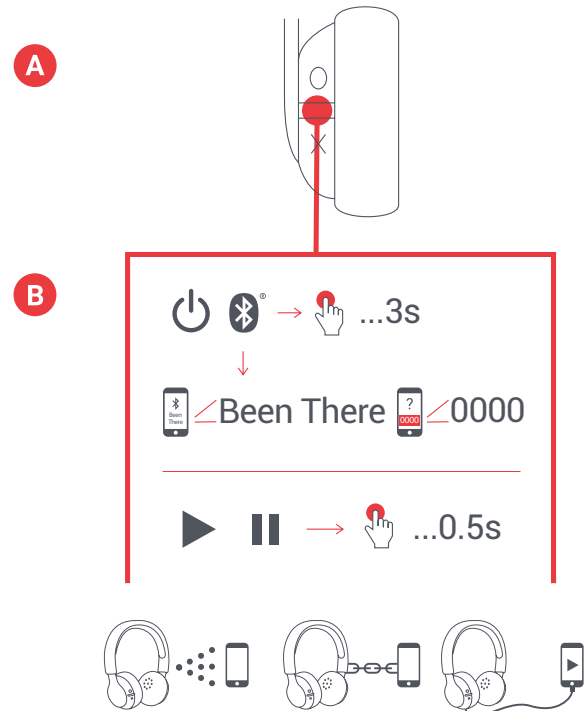 A
B
® ...3s
Been There
Been There 0000
?
0000
...0.5s